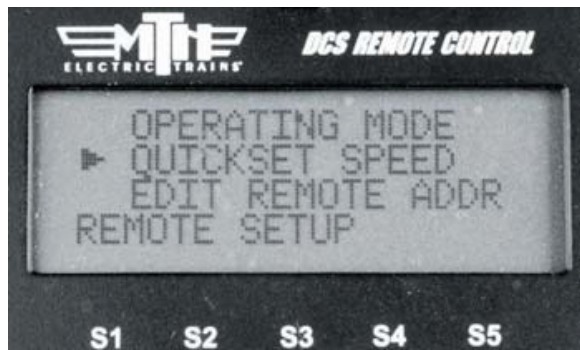 MTH DCS REMOTE CONTROL
ELECTRIC TRAINS
OPERATING MODE
QUICKSET SPEED
EDIT REMOTE ADDR
REMOTE SETUP
S1 S2 S3 S4 S5